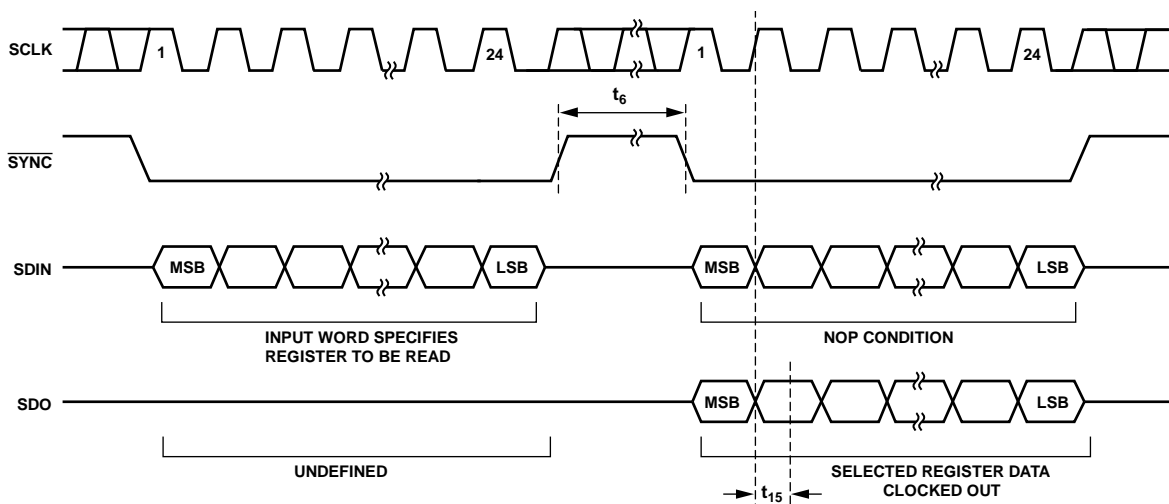 SCLK
1
24
1
24
t6
SYNC
SDIN
MSB
LSB
MSB
LSB
INPUT WORD SPECIFIES
REGISTER TO BE READ
NOP CONDITION
SDO
MSB
LSB
UNDEFINED
SELECTED REGISTER DATA
CLOCKED OUT
t15